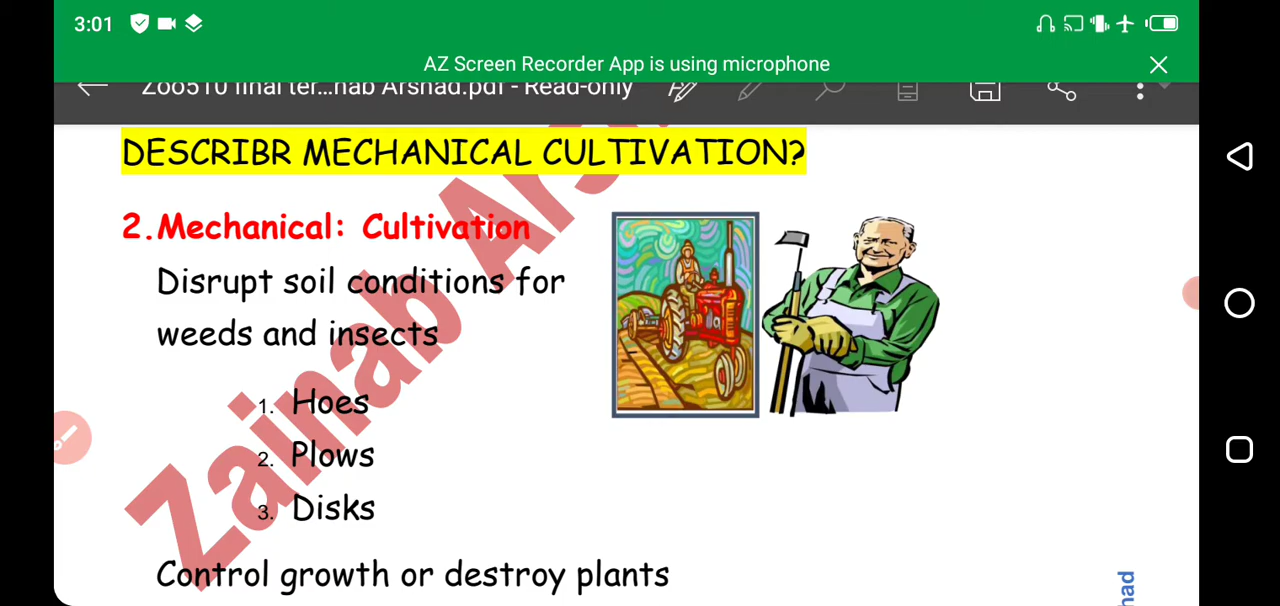 3:01
AZ Screen Recorder App is using microphone
Zoo510 final ter...nab Arshad.pdf - Read-only
DESCRIBR MECHANICAL CULTIVATION?
2. Mechanical: Cultivation
Disrupt soil conditions for
weeds and insects
1. Hoes
2. Plows
3. Disks
Control growth or destroy plants
Zainab Arshad
had